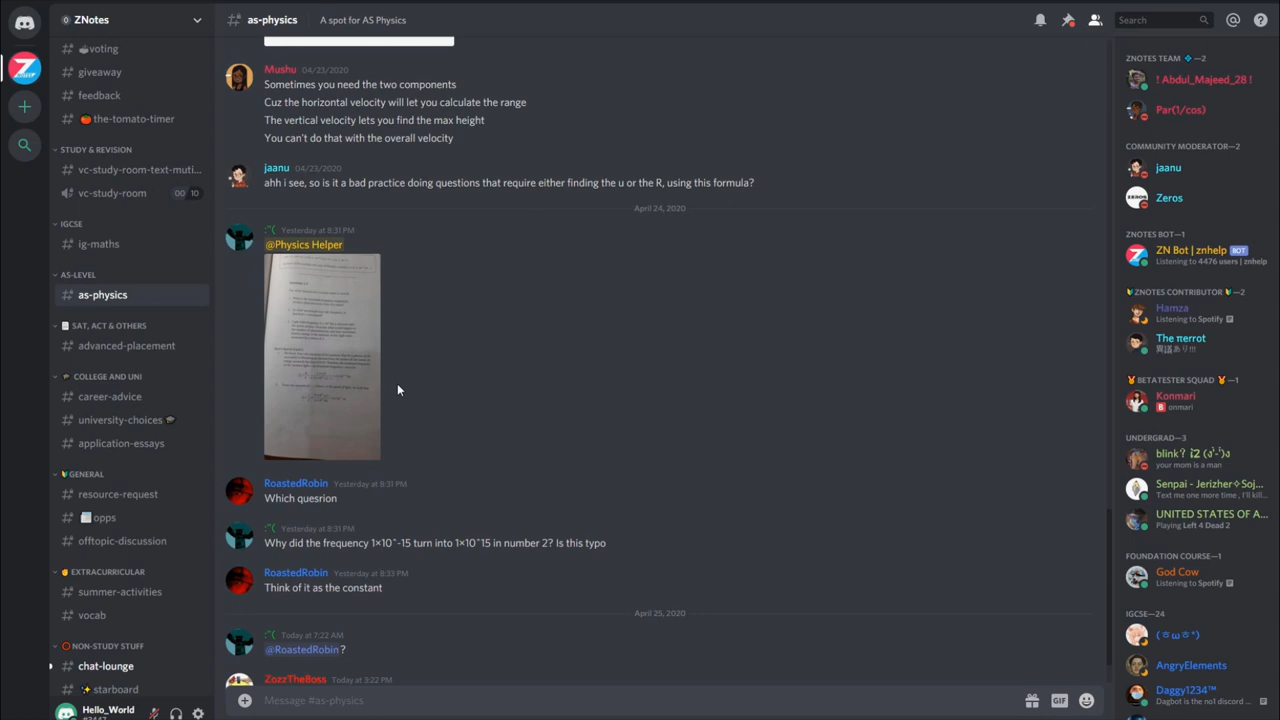 ZNotes
voting
giveaway
feedback
the-tomato-timer
STUDY & REVISION
vc-study-room-text-muti...
vc-study-room
00 10
IGCSE
ig-maths
AS-LEVEL
as-physics
SAT, ACT & OTHERS
advanced-placement
COLLEGE AND UNI
career-advice
university-choices
application-essays
GENERAL
resource-request
opps
offtopic-discussion
EXTRACURRICULAR
summer-activities
vocab
NON-STUDY STUFF
chat-lounge
starboard
Hello_World
as-physics
A spot for AS Physics
Search
Mushu 04/23/2020
Sometimes you need the two components
Cuz the horizontal velocity will let you calculate the range
The vertical velocity lets you find the max height
You can't do that with the overall velocity
jaanu 04/23/2020
ahh i see, so is it a bad practice doing questions that require either finding the u or the R, using this formula?
April 24, 2020
Yesterday at 8:31 PM
@Physics Helper
RoastedRobin Yesterday at 8:31 PM
Which quesrion
Yesterday at 8:31 PM
Why did the frequency 1×10^-15 turn into 1×10^15 in number 2? Is this typo
RoastedRobin Yesterday at 8:33 PM
Think of it as the constant
April 25, 2020
Today at 7:22 AM
@RoastedRobin ?
ZozzTheBoss Today at 3:22 PM
Message #as-physics
GIF
ZNOTES TEAM —2
! Abdul_Majeed_28 !
Par(1/cos)
COMMUNITY MODERATOR—2
jaanu
Zeros
ZNOTES BOT—1
ZN Bot | znhelp BOT
Listening to 4476 users | znhelp
ZNOTES CONTRIBUTOR —2
Hamza
Listening to Spotify
The πerrot
異議あり!!!
BETATESTER SQUAD —1
Konmari
B onmari
UNDERGRAD—3
your mom is a man
Senpai - Jerizher✧Soj...
Text me one more time , I'll kill...
UNITED STATES OF A...
Playing Left 4 Dead 2
FOUNDATION COURSE—1
God Cow
Listening to Spotify
IGCSE—24
(ㅎωㅎ*)
AngryElements
Daggy1234™
Dagbot is the no1 discord ...